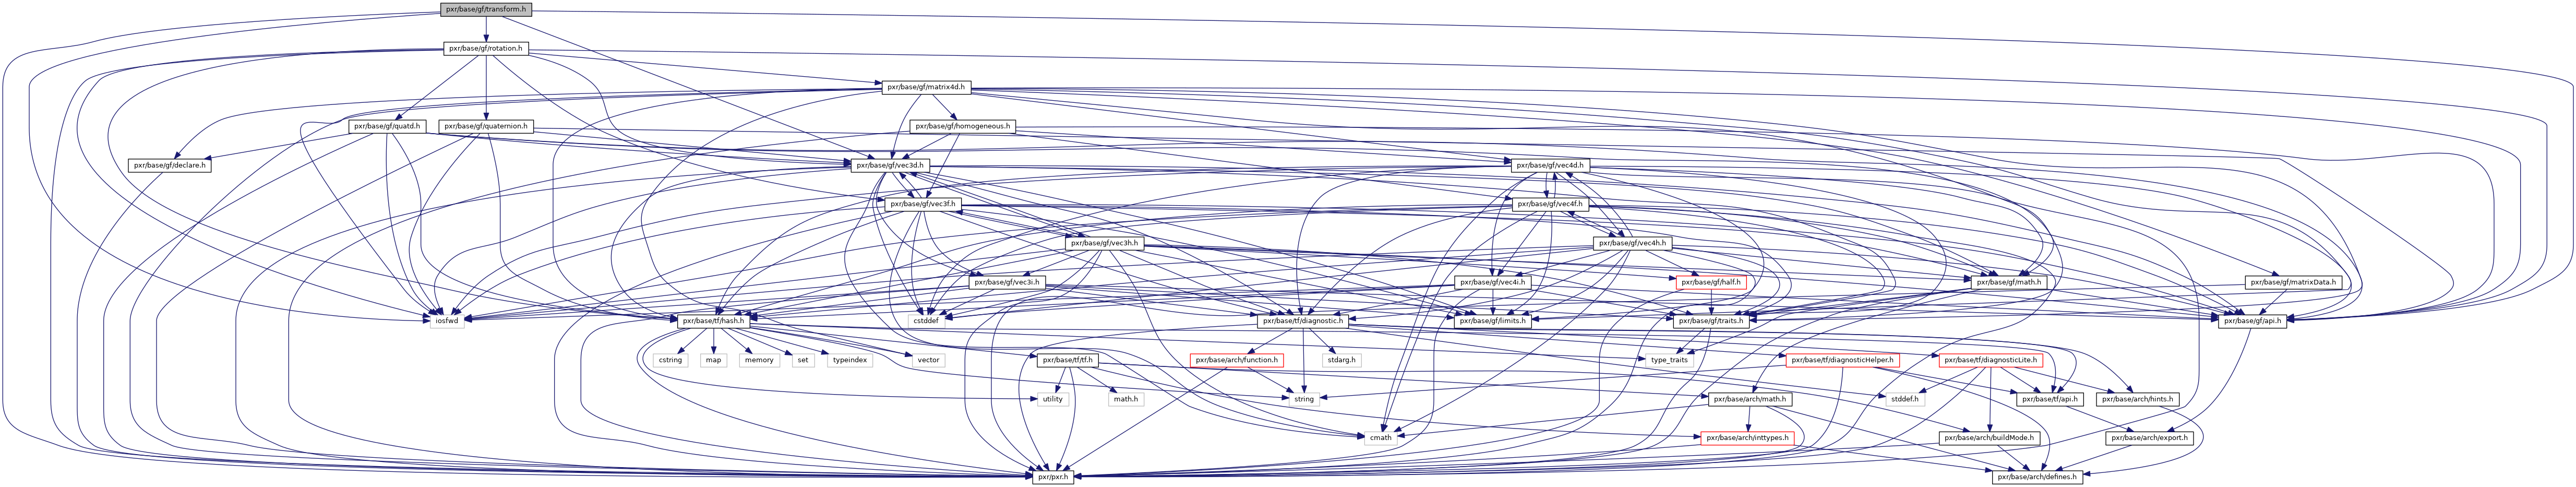 pxr/base/gf/transform.h
pxr/base/gf/rotation.h
pxr/base/gf/matrix4d.h
pxr/base/gf/quatd.h
pxr/base/gf/quaternion.h
pxr/base/gf/homogeneous.h
pxr/base/gf/declare.h
pxr/base/gf/vec3d.h
pxr/base/gf/vec4d.h
pxr/base/gf/vec3f.h
pxr/base/gf/vec4f.h
pxr/base/gf/vec3h.h
pxr/base/gf/vec4h.h
pxr/base/gf/vec3i.h
pxr/base/gf/vec4i.h
pxr/base/gf/half.h
pxr/base/gf/math.h
pxr/base/gf/matrixData.h
iosfwd
pxr/base/tf/hash.h
cstddef
pxr/base/tf/diagnostic.h
pxr/base/gf/limits.h
pxr/base/gf/traits.h
pxr/base/gf/api.h
cstring
map
memory
set
typeindex
vector
pxr/base/tf/tf.h
pxr/base/arch/function.h
stdarg.h
type_traits
pxr/base/tf/diagnosticHelper.h
pxr/base/tf/diagnosticLite.h
utility
math.h
string
pxr/base/arch/math.h
stddef.h
pxr/base/tf/api.h
pxr/base/arch/hints.h
cmath
pxr/base/arch/inttypes.h
pxr/base/arch/buildMode.h
pxr/base/arch/export.h
pxr/pxr.h
pxr/base/arch/defines.h